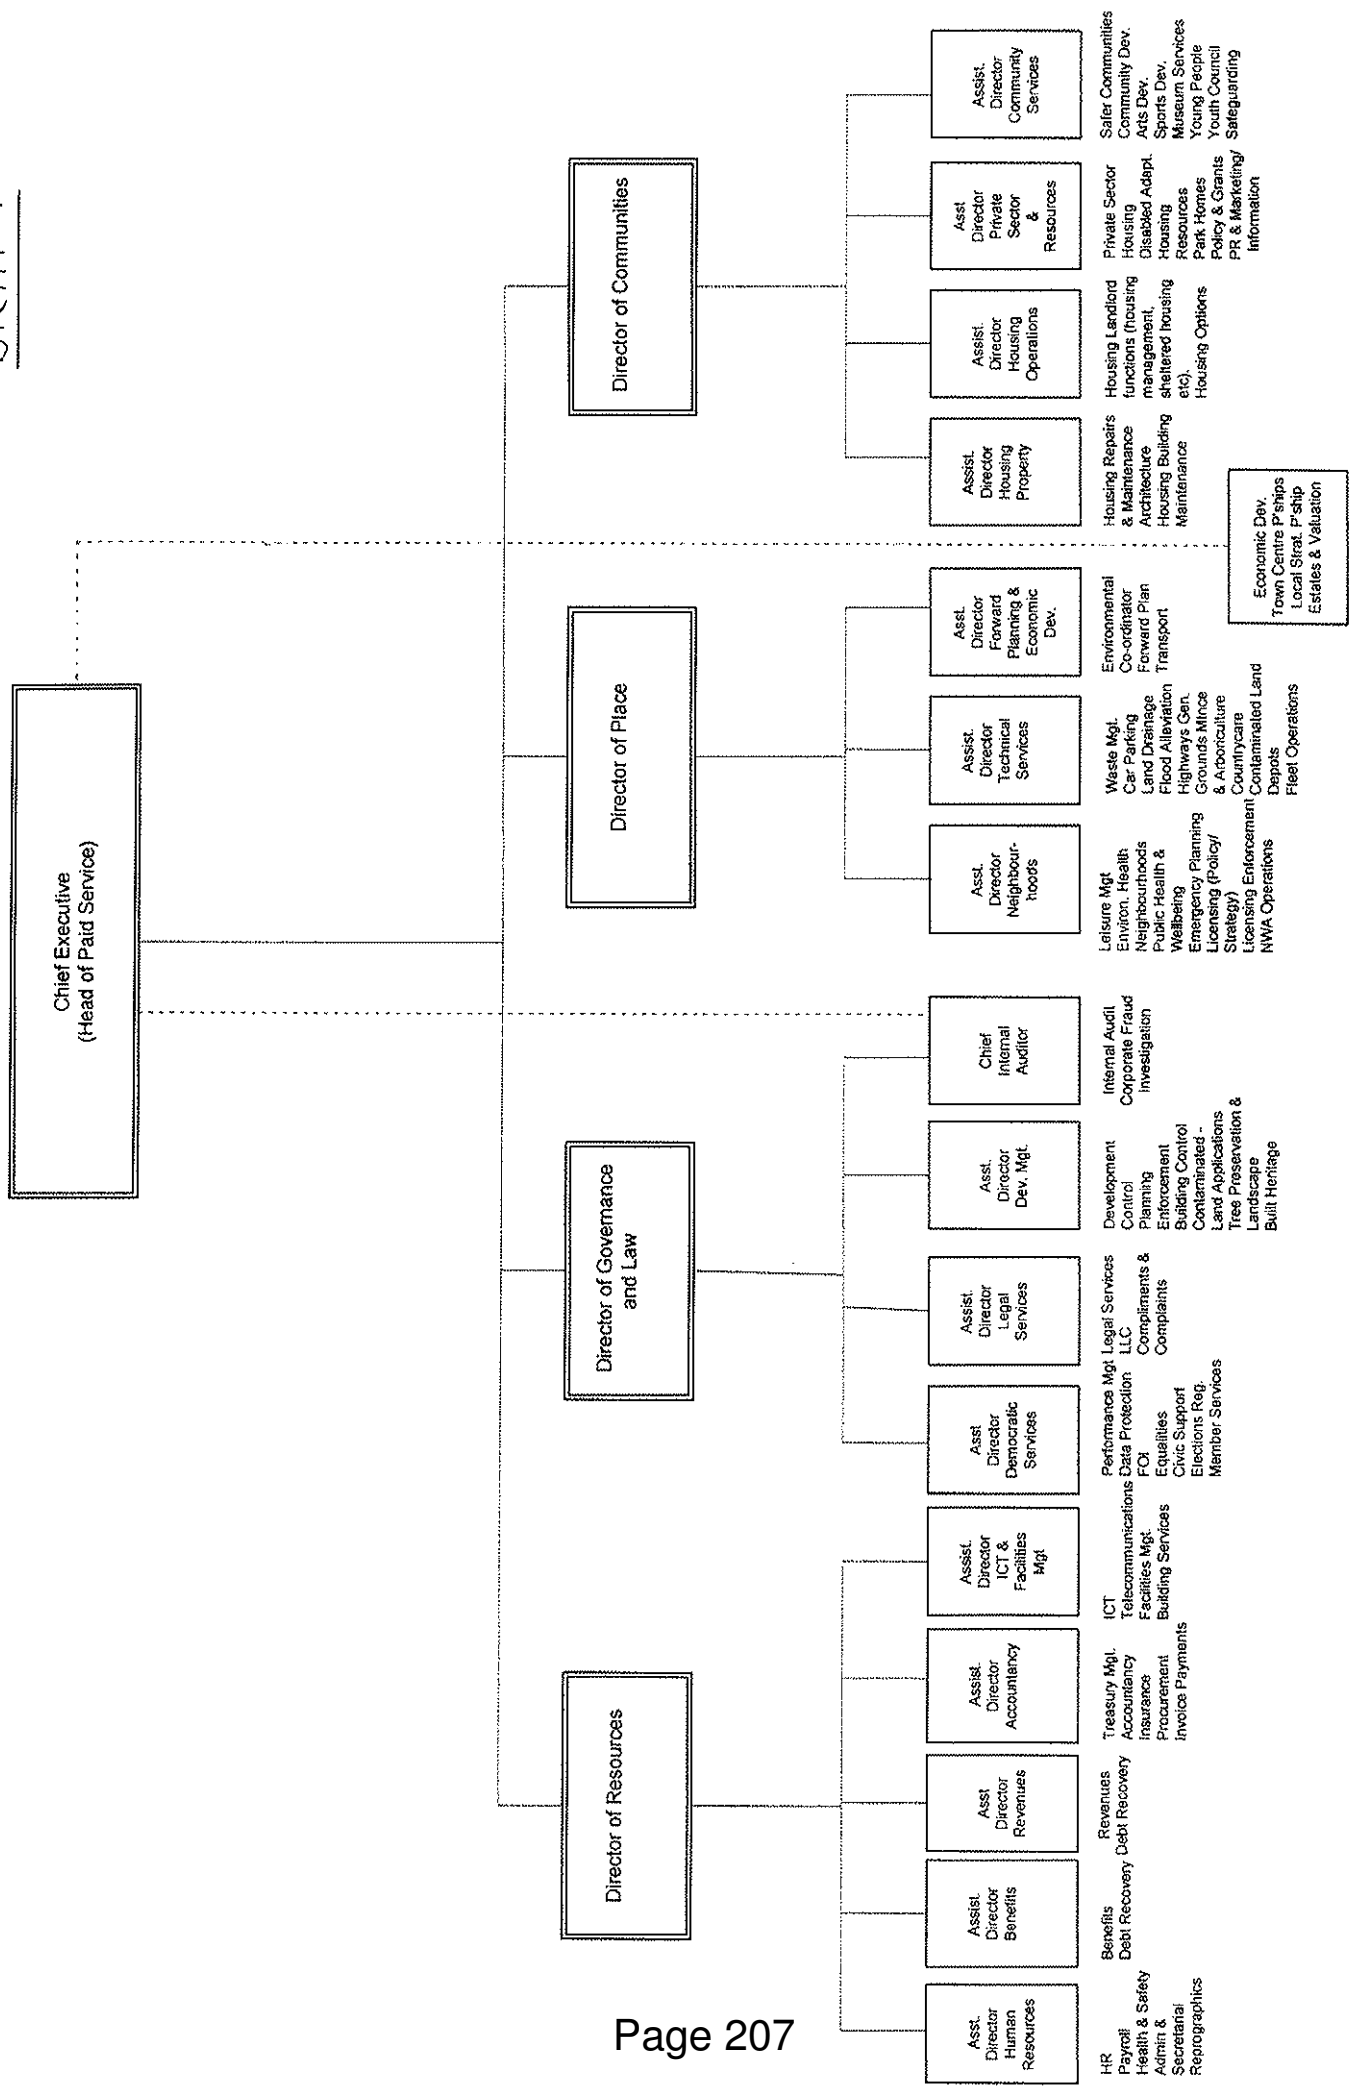 Chief Executive
(Head of Paid Service)
Director of Resources
Director of Governance
and Law
Director of Place
Director of Communities
Asst.
Director
Human
Resources
Assist.
Director
Benefits
Asst
Director
Revenues
Assist.
Director
Accountancy
Assist.
Director
ICT &
Facilities
Mgt
Asst
Director
Democratic
Services
Assist.
Director
Legal
Services
Asst.
Director
Dev. Mgt.
Chief
Internal
Auditor
Asst.
Director
Neighbour-
hoods
Assist.
Director
Technical
Services
Asst.
Director
Forward
Planning &
Economic
Dev.
Assist.
Director
Housing
Property
Assist.
Director
Housing
Operations
Asst
Director
Private
Sector
&
Resources
Assist.
Director
Community
Services
HR
Payroll
Health & Safety
Admin &
Secretarial
Reprographics
Benefits
Debt Recovery
Revenues
Debt Recovery
Treasury Mgt.
Accountancy
Insurance
Procurement
Invoice Payments
ICT
Telecommunications
Facilities Mgt.
Building Services
Performance Mgt
Data Protection
FOI
Equalities
Civic Support
Elections Reg.
Member Services
Legal Services
LLC
Compliments &
Complaints
Development
Control
Planning
Enforcement
Building Control
Contaminated -
Land Applications
Tree Preservation &
Landscape
Built Heritage
Internal Audit
Corporate Fraud
Investigation
Leisure Mgt
Environ. Health
Neighbourhoods
Public Health &
Wellbeing
Emergency Planning
Licensing (Policy/
Strategy)
Licensing Enforcement
NWA Operations
Waste Mgt.
Car Parking
Land Drainage
Flood Alleviation
Highways Gen.
Grounds Mtnce
& Arboriculture
Countrycare
Contaminated Land
Depots
Fleet Operations
Environmental
Co-ordinator
Forward Plan
Transport
Economic Dev.
Town Centre P'ships
Local Strat. P'ship
Estates & Valuation
Housing Repairs
& Maintenance
Architecture
Housing Building
Maintenance
Housing Landlord
functions (housing
management,
sheltered housing
etc).
Housing Options
Private Sector
Housing
Disabled Adapt.
Housing
Resources
Park Homes
Policy & Grants
PR & Marketing/
Information
Safer Communities
Community Dev.
Arts Dev.
Sports Dev.
Museum Services
Young People
Youth Council
Safeguarding
Page 207